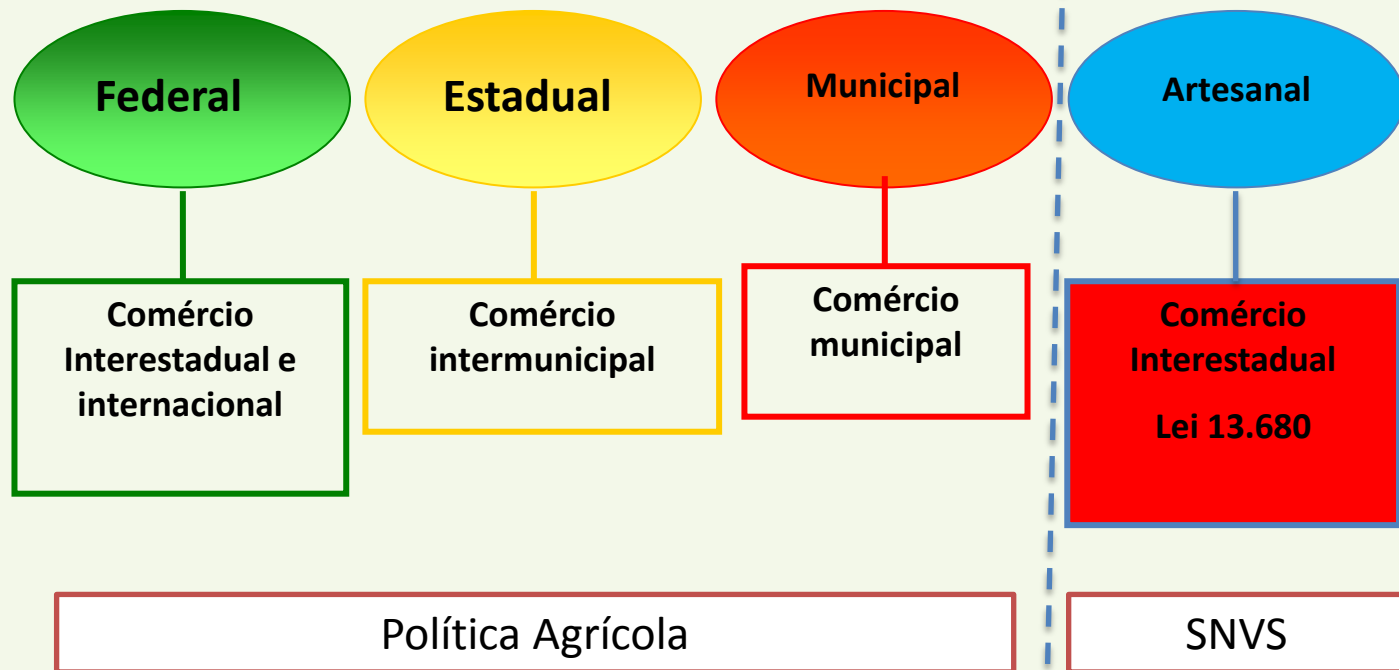 Federal
Estadual
Municipal
Artesanal
Comércio
Interestadual e
internacional
Comércio
intermunicipal
Comércio
municipal
Comércio
Interestadual
Lei 13.680
Política Agrícola
SNVS